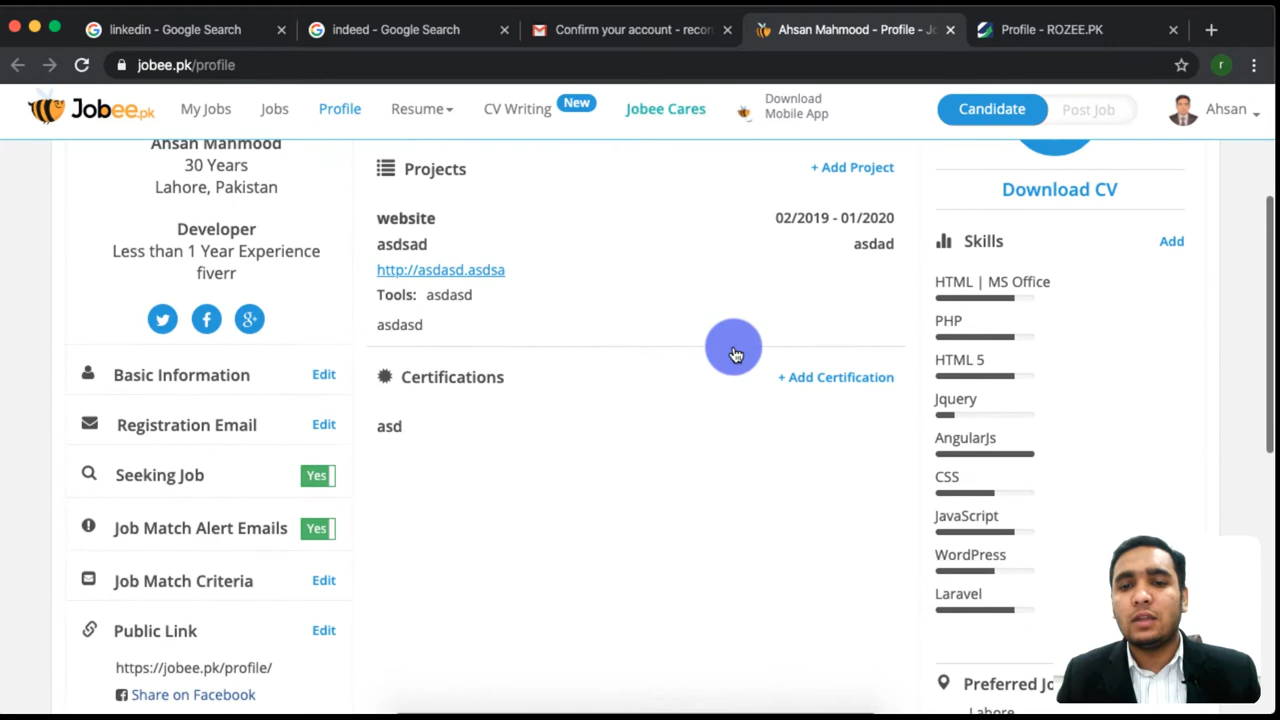 linkedin - Google Search
indeed - Google Search
Confirm your account - recon
Ahsan Mahmood - Profile - Jo
Profile - ROZEE.PK
r
jobee.pk/profile
Jobee.pk
My Jobs
Jobs
Profile
Resume
CV Writing
New
Jobee Cares
Download
Mobile App
Candidate
Post Job
Ahsan
Ahsan Mahmood
30 Years
Lahore, Pakistan
Developer
Less than 1 Year Experience
fiverr
Basic Information
Edit
Registration Email
Edit
Seeking Job
Yes
Job Match Alert Emails
Yes
Job Match Criteria
Edit
Public Link
Edit
https://jobee.pk/profile/
Share on Facebook
Projects
+ Add Project
website
02/2019 - 01/2020
asdsad
asdad
http://asdasd.asdsa
Tools: asdasd
asdasd
Certifications
+ Add Certification
asd
Download CV
Skills
Add
HTML | MS Office
PHP
HTML 5
Jquery
AngularJs
CSS
JavaScript
WordPress
Laravel
Preferred Jo
Lahore